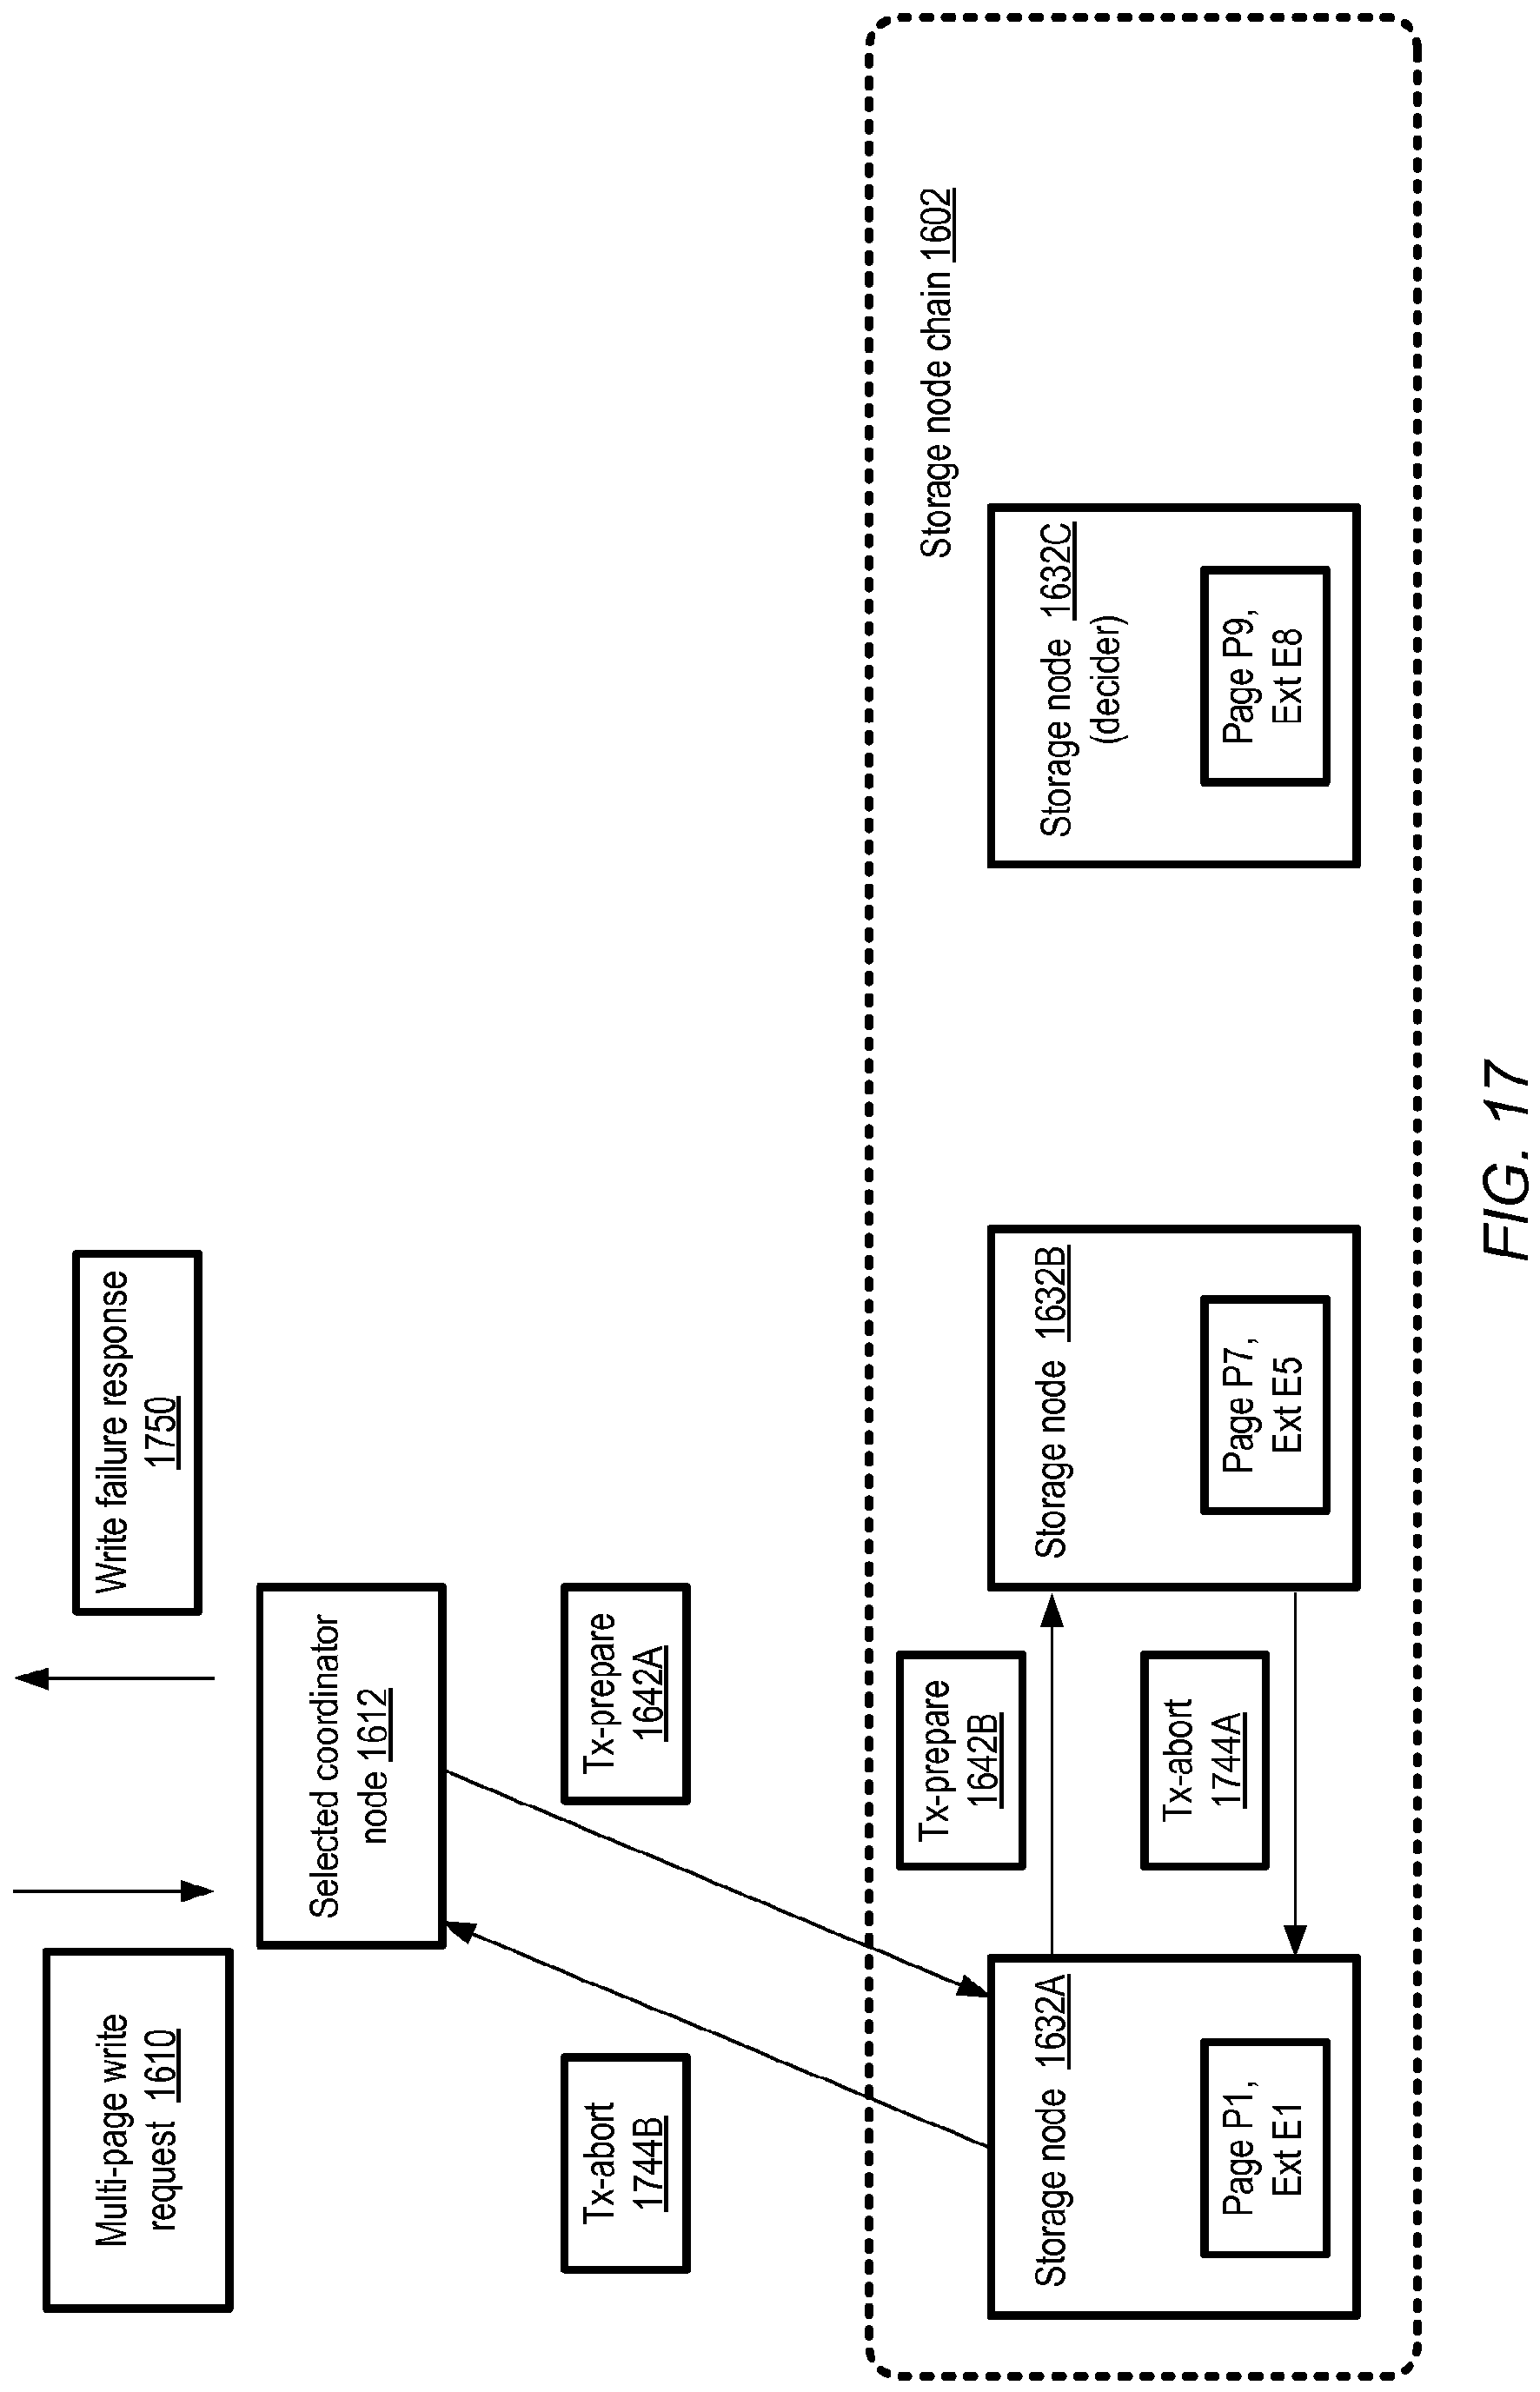 Multi-page write
request 1610
Write failure response
1750
Selected coordinator
node 1612
Tx-abort
1744B
Tx-prepare
1642A
Storage node chain 1602
Tx-prepare
1642B
Storage node 1632A
Page P1,
Ext E1
Tx-abort
1744A
Storage node 1632B
Page P7,
Ext E5
Storage node 1632C
(decider)
Page P9,
Ext E8
FIG. 17